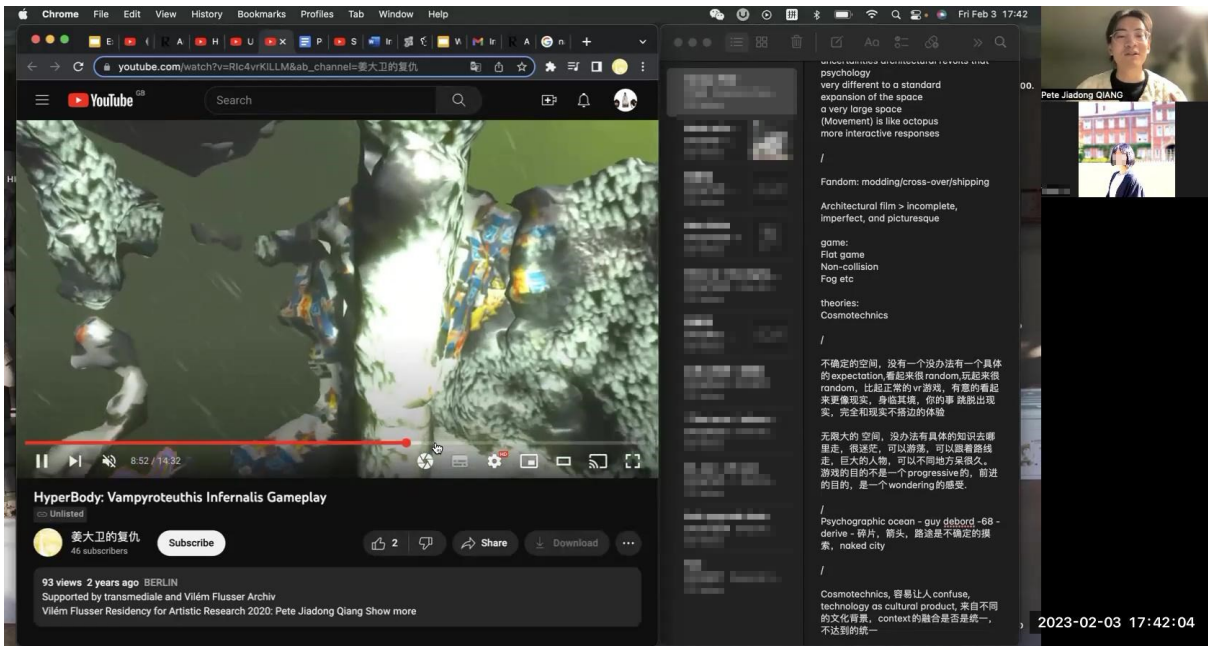 Chrome File Edit View History Bookmarks Profiles Tab Window Help
Fri Feb 3 17:42
youtube.com/watch?v=RIc4vrKILLM&ab_channel=姜大卫的复仇
YouTube GB
Search
8:52 / 14:32
HyperBody: Vampyroteuthis Infernalis Gameplay
Unlisted
姜大卫的复仇
46 subscribers
Subscribe
2
Share
Download
93 views 2 years ago BERLIN
Supported by transmediale and Vilém Flusser Archiv
Vilém Flusser Residency for Artistic Research 2020: Pete Jiadong Qiang Show more
psychology
very different to a standard
expansion of the space
a very large space
(Movement) is like octopus
more interactive responses
/
Fandom: modding/cross-over/shipping
Architectural film > incomplete,
imperfect, and picturesque
game:
Flat game
Non-collision
Fog etc
theories:
Cosmotechnics
/
不确定的空间，没有一个没办法有一个具体
的expectation,看起来很random,玩起来很
random，比起正常的vr游戏，有意的看起
来更像现实，身临其境，你的事 跳脱出现
实，完全和现实不搭边的体验
无限大的 空间，没办法有具体的知识去哪
里走，很迷茫，可以游荡，可以跟着路线
走，巨大的人物，可以不同地方呆很久。
游戏的目的不是一个progressive的，前进
的目的，是一个wondering的感受.
/
Psychographic ocean - guy debord -68 -
derive - 碎片，箭头，路途是不确定的摸
索，naked city
/
Cosmotechnics, 容易让人confuse,
technology as cultural product, 来自不同
的文化背景，context的融合是否是统一，
不达到的统一
Pete Jiadong QIANG
2023-02-03 17:42:04